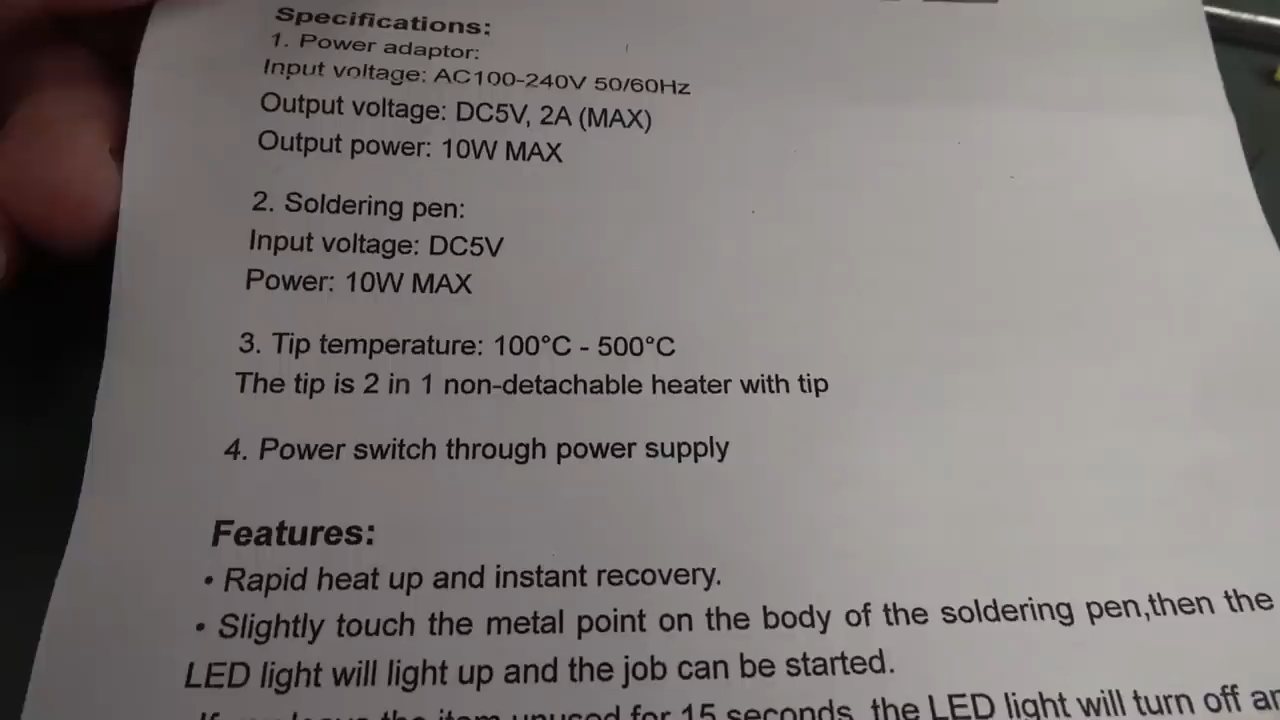 Specifications:
1. Power adaptor:
Input voltage: AC100-240V 50/60Hz
Output voltage: DC5V, 2A (MAX)
Output power: 10W MAX
2. Soldering pen:
Input voltage: DC5V
Power: 10W MAX
3. Tip temperature: 100°C - 500°C
The tip is 2 in 1 non-detachable heater with tip
4. Power switch through power supply
Features:
• Rapid heat up and instant recovery.
• Slightly touch the metal point on the body of the soldering pen,then the
LED light will light up and the job can be started.
the item unused for 15 seconds, the LED light will turn off